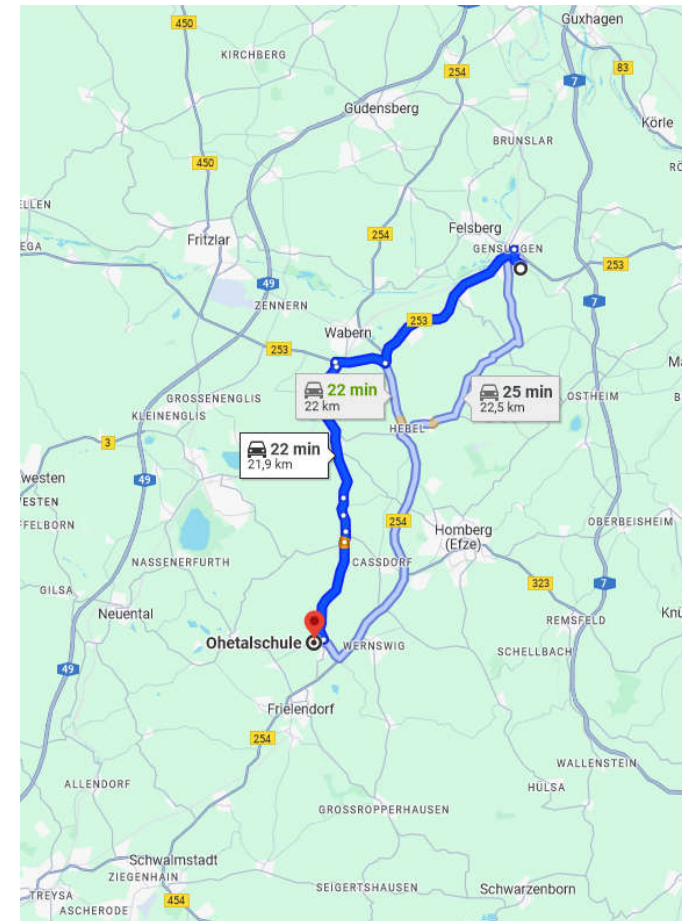 450
Guxhagen
KIRCHBERG
254
7
83
Gudensberg
Körle
BRUNSLAR
450
RÖ
ELLEN
Felsberg
254
Fritzlar
GENSUNGEN
EGA
253
49
ZENNERN
7
253
Wabern
253
Ma
22 min
22 km
25 min
22,5 km
OSTHEIM
GROSSENENGLIS
KLEINENGLIS
HEBEL
3
22 min
21,9 km
westen
49
ESTEN
FFELBORN
254
OBERBEISHEIM
Homberg
(Efze)
NASSENERFURTH
CASSDORF
323
7
GILSA
Neuental
REMSFELD
Knü
Ohetalschule
WERNSWIG
SCHELLBACH
49
Frielendorf
254
WALLENSTEIN
ALLENDORF
HÜLSA
GROSSROPPERHAUSEN
Schwalmstadt
ZIEGENHAIN
SEIGERTSHAUSEN
Schwarzenborn
TREYSA
454
ASCHERODE